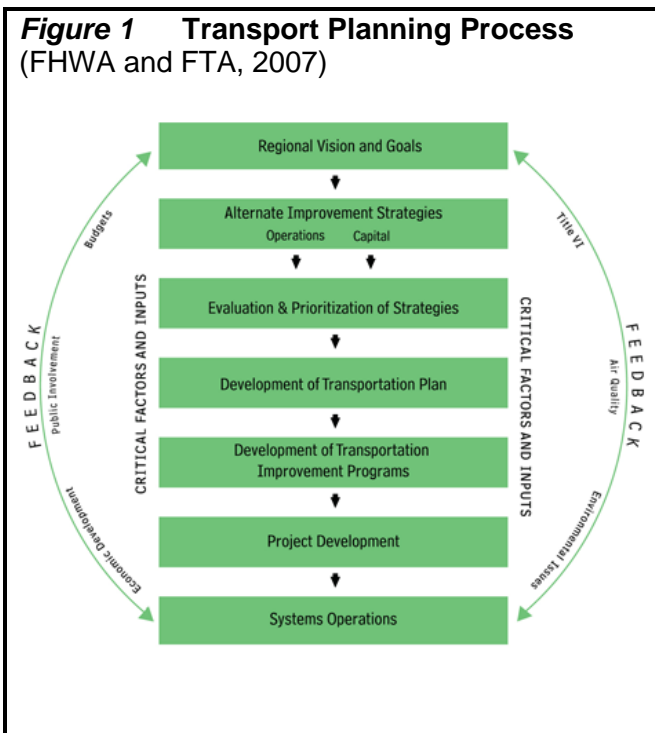 Figure 1 Transport Planning Process
(FHWA and FTA, 2007)
Regional Vision and Goals
Alternate Improvement Strategies
Operations Capital
Evaluation & Prioritization of Strategies
Development of Transportation Plan
Development of Transportation
Improvement Programs
Project Development
Systems Operations
FEEDBACK
Budgets
Public Involvement
Economic Development
CRITICAL FACTORS AND INPUTS
CRITICAL FACTORS AND INPUTS
Title VI
Air Quality
Environmental Issues
FEEDBACK